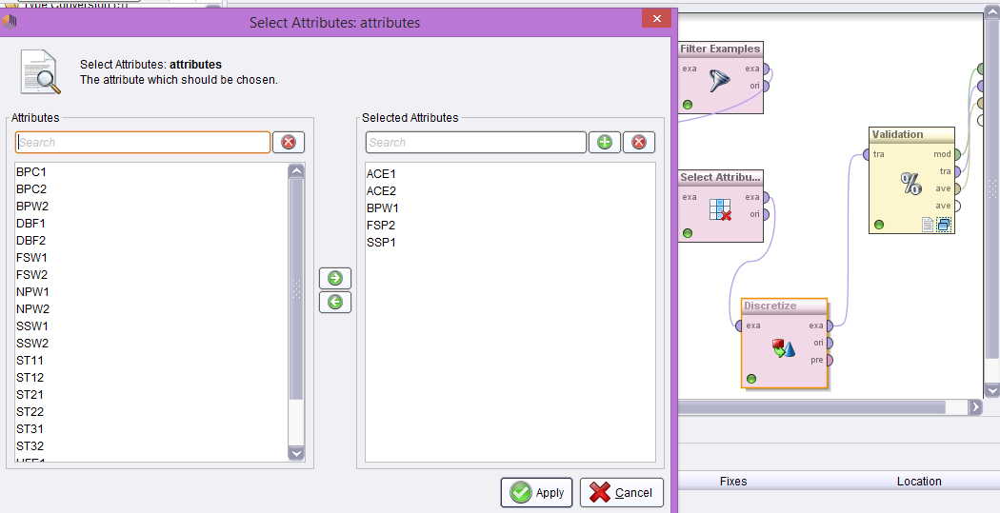 Type Conversion (5)
Select Attributes: attributes
Select Attributes: attributes
The attribute which should be chosen.
Attributes
Search
BPC1
BPC2
BPW2
DBF1
DBF2
FSW1
FSW2
NPW1
NPW2
SSW1
SSW2
ST11
ST12
ST21
ST22
ST31
ST32
Selected Attributes
Search
ACE1
ACE2
BPW1
FSP2
SSP1
Apply
Cancel
Filter Examples
exa exa
ori
Select Attribu...
exa exa
ori
Discretize
exa exa
ori
pre
Validation
tra mod
tra
ave
ave
Fixes Location